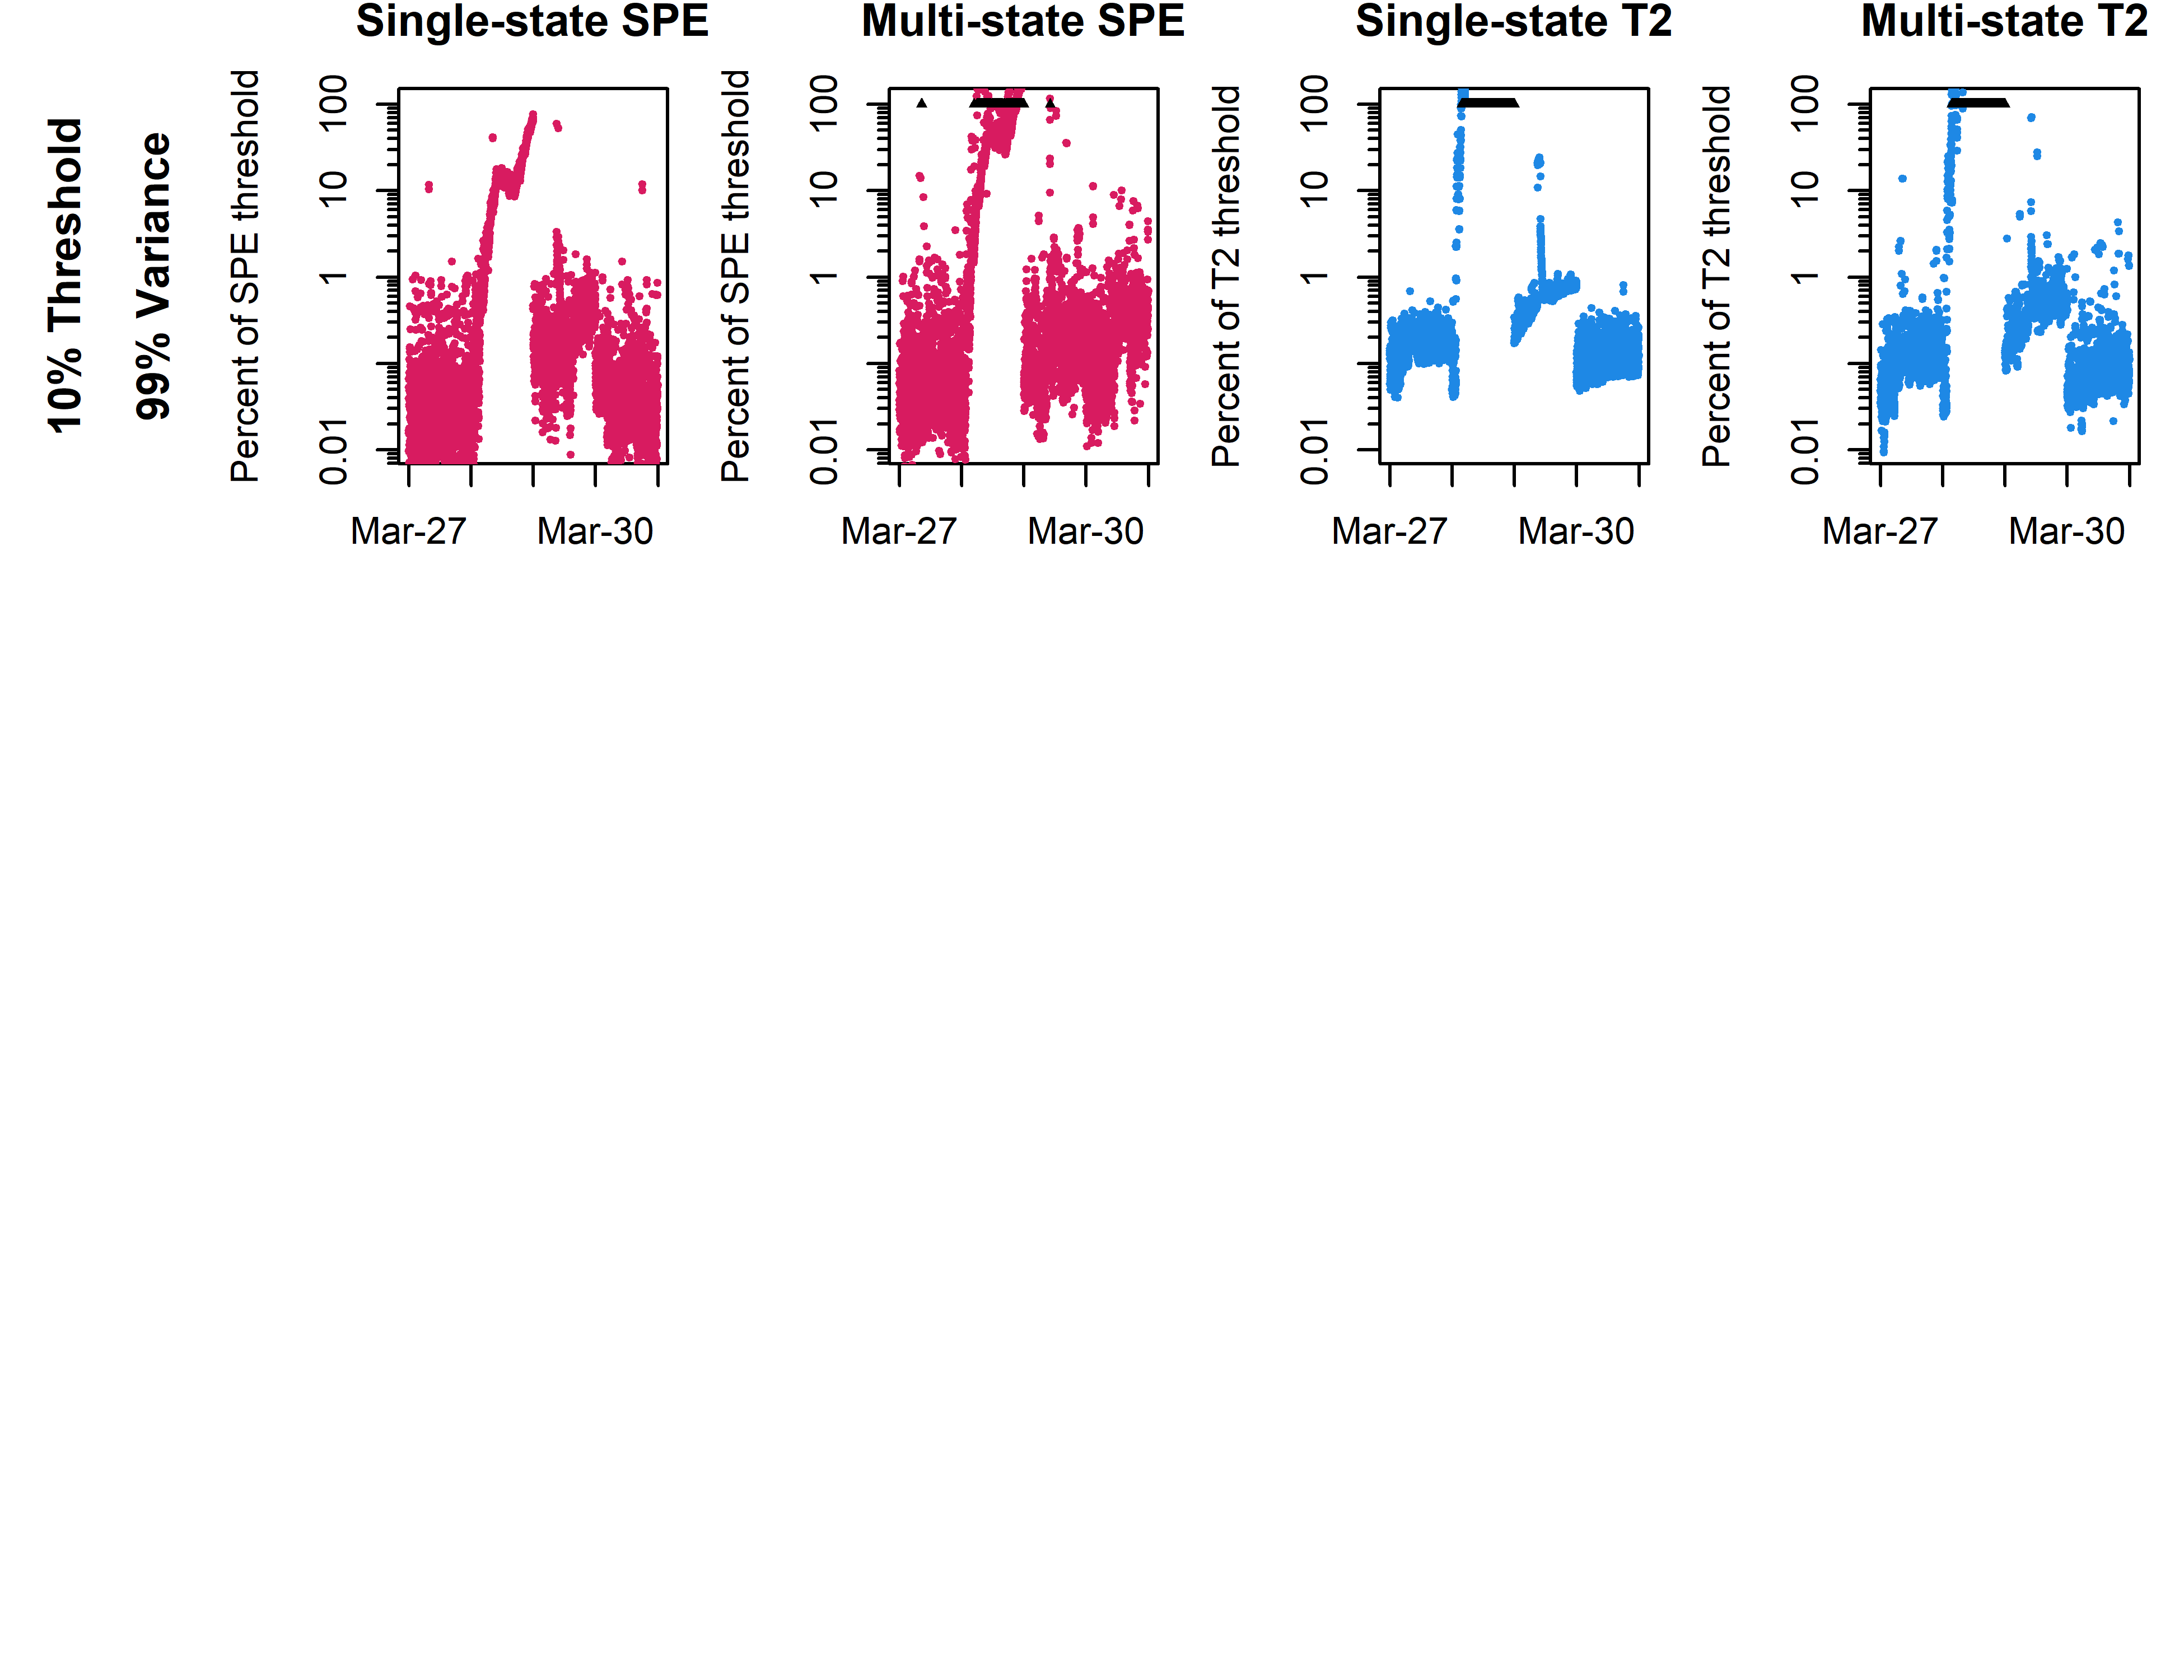 Single-state SPE
Multi-state SPE
Single-state T2
Multi-state T2
10% Threshold
99% Variance
Percent of SPE threshold
0.01
1
10
100
Mar-27
Mar-30
Percent of SPE threshold
0.01
1
10
100
Mar-27
Mar-30
Percent of T2 threshold
0.01
1
10
100
Mar-27
Mar-30
Percent of T2 threshold
0.01
1
10
100
Mar-27
Mar-30